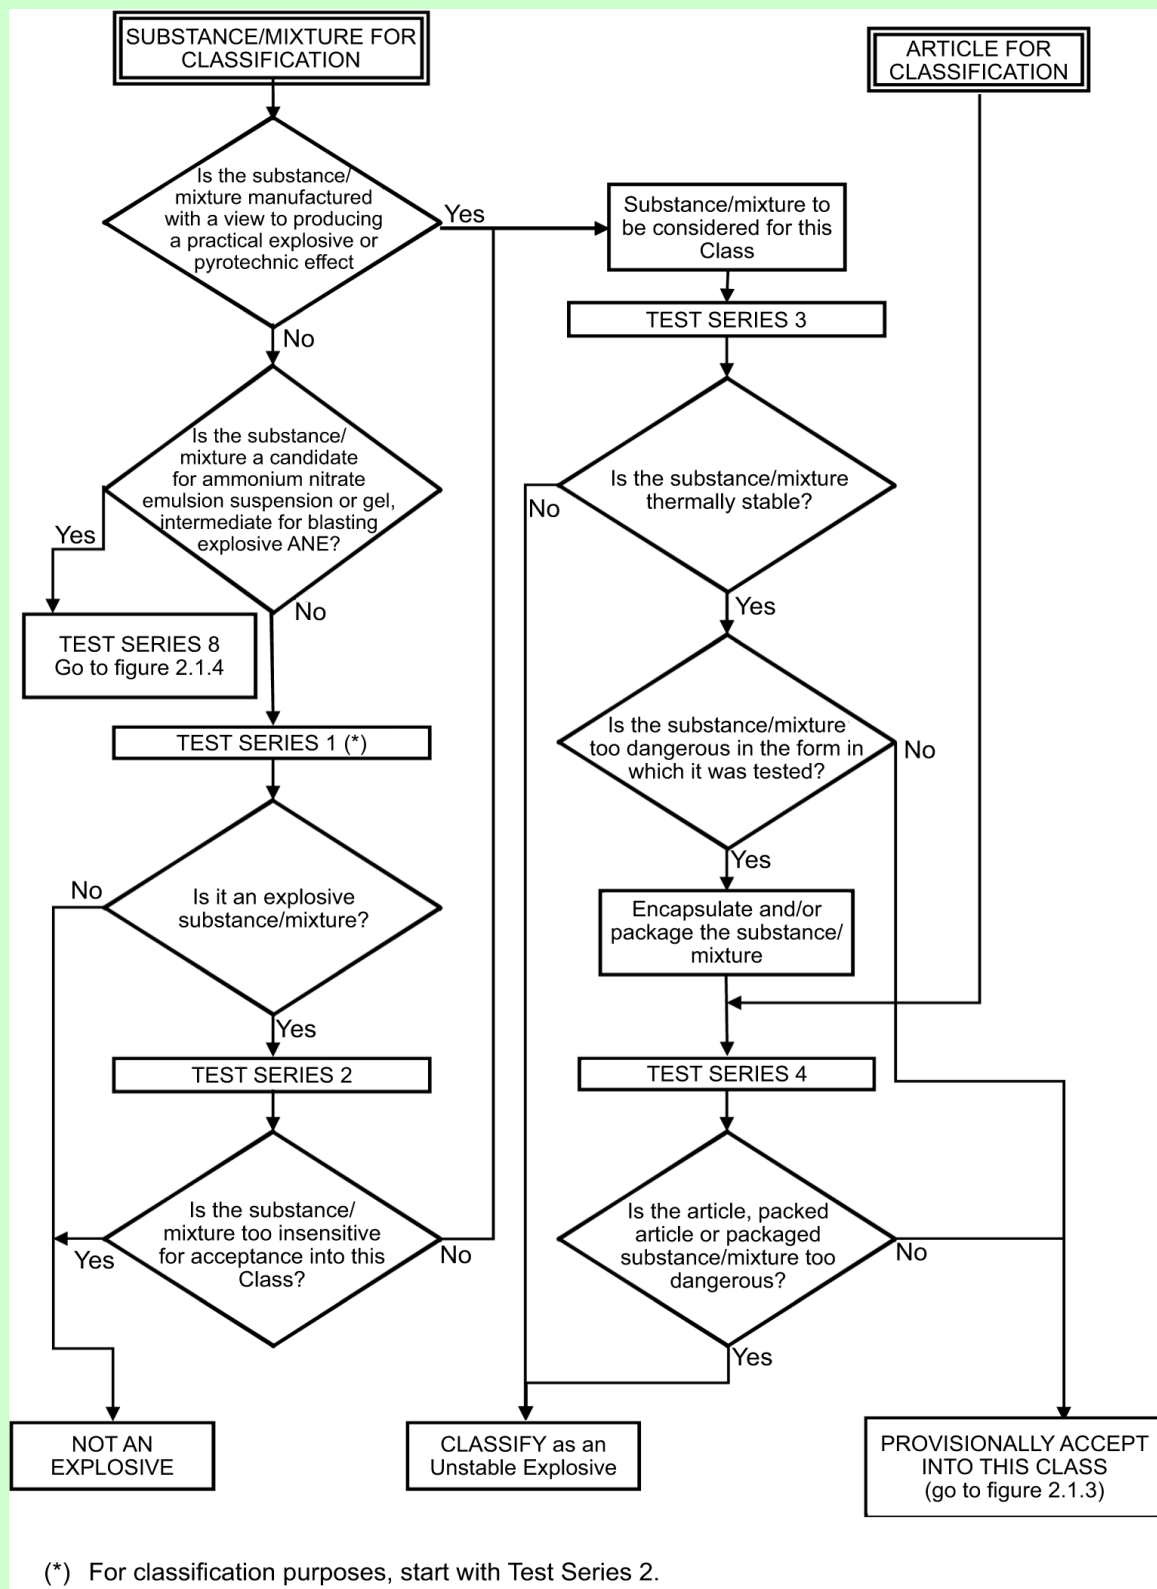 SUBSTANCE/MIXTURE FOR
CLASSIFICATION
ARTICLE FOR
CLASSIFICATION
Is the substance/
mixture manufactured
with a view to producing
a practical explosive or
pyrotechnic effect
Yes
Substance/mixture to
be considered for this
Class
TEST SERIES 3
No
Is the substance/
mixture a candidate
for ammonium nitrate
emulsion suspension or gel,
intermediate for blasting
explosive ANE?
Yes
No
Is the substance/mixture
thermally stable?
No
Yes
TEST SERIES 8
Go to figure 2.1.4
TEST SERIES 1 (*)
Is the substance/mixture
too dangerous in the form in
which it was tested?
No
Yes
Is it an explosive
substance/mixture?
No
Yes
Encapsulate and/or
package the substance/
mixture
TEST SERIES 2
TEST SERIES 4
Is the substance/
mixture too insensitive
for acceptance into this
Class?
Yes
No
Is the article, packed
article or packaged
substance/mixture too
dangerous?
No
Yes
NOT AN
EXPLOSIVE
CLASSIFY as an
Unstable Explosive
PROVISIONALLY ACCEPT
INTO THIS CLASS
(go to figure 2.1.3)
(*) For classification purposes, start with Test Series 2.